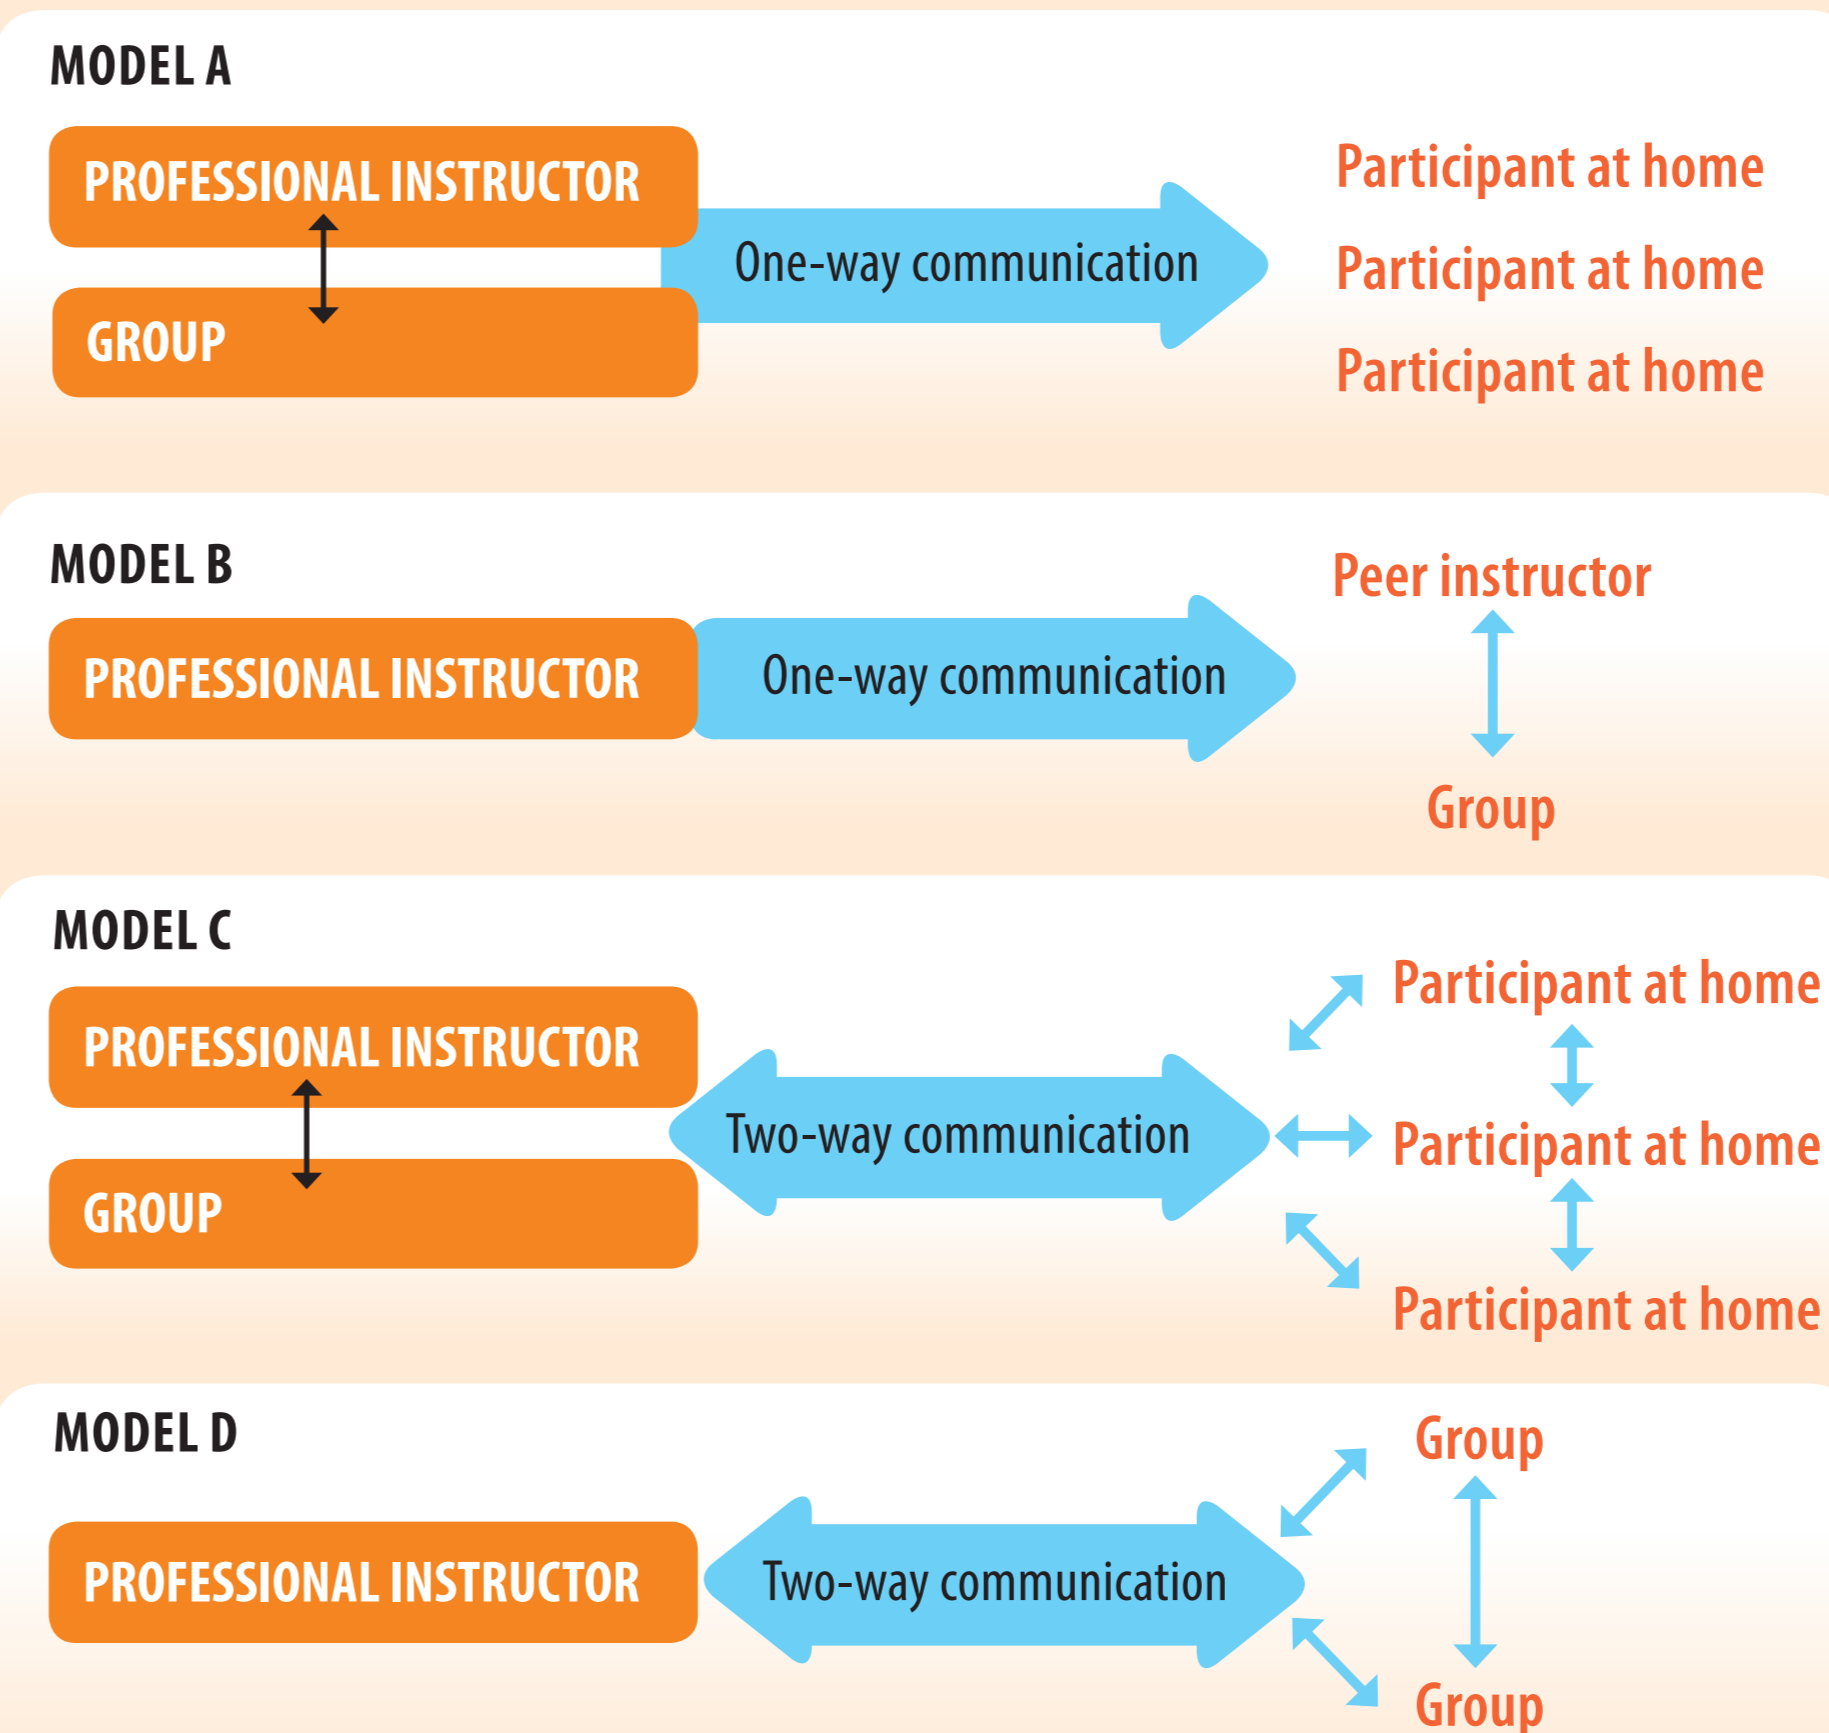 MODEL A
PROFESSIONAL INSTRUCTOR
GROUP
One-way communication
Participant at home
Participant at home
Participant at home
MODEL B
PROFESSIONAL INSTRUCTOR
One-way communication
Peer instructor
Group
MODEL C
PROFESSIONAL INSTRUCTOR
GROUP
Two-way communication
Participant at home
Participant at home
Participant at home
MODEL D
PROFESSIONAL INSTRUCTOR
Two-way communication
Group
Group